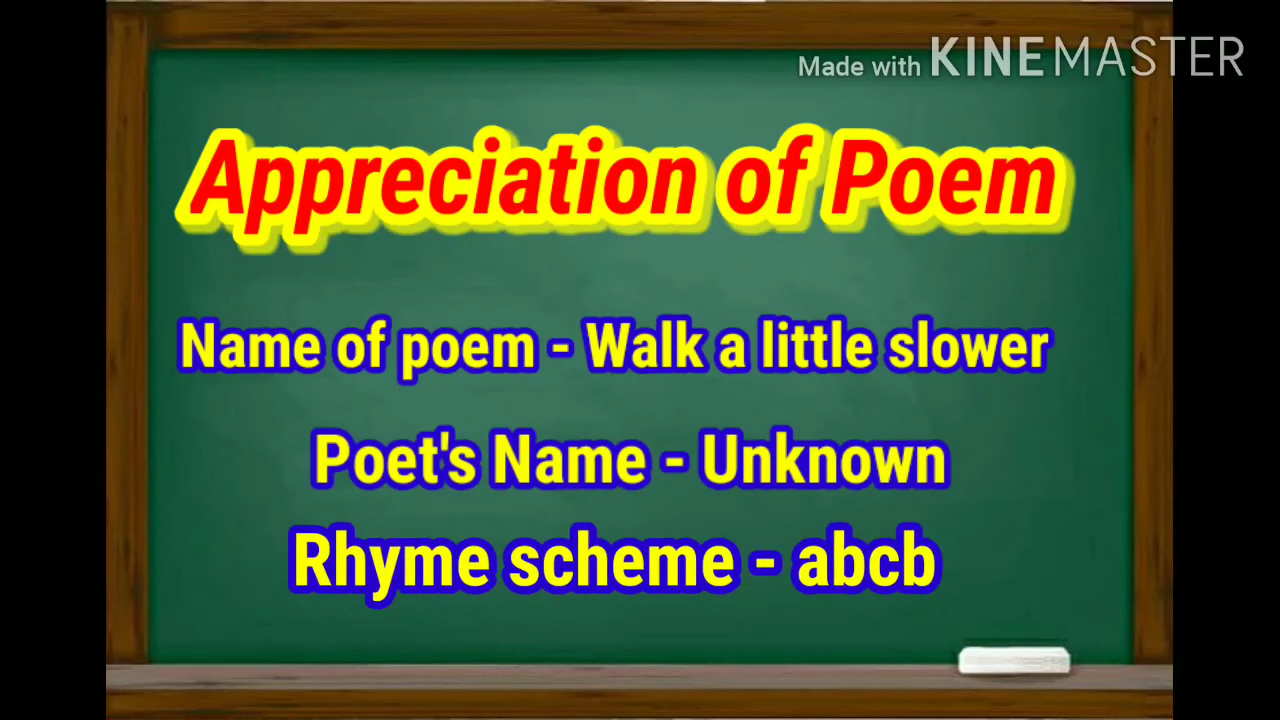 Made with KINEMASTER
Appreciation of Poem
Name of poem - Walk a little slower
Poet's Name - Unknown
Rhyme scheme - abcb